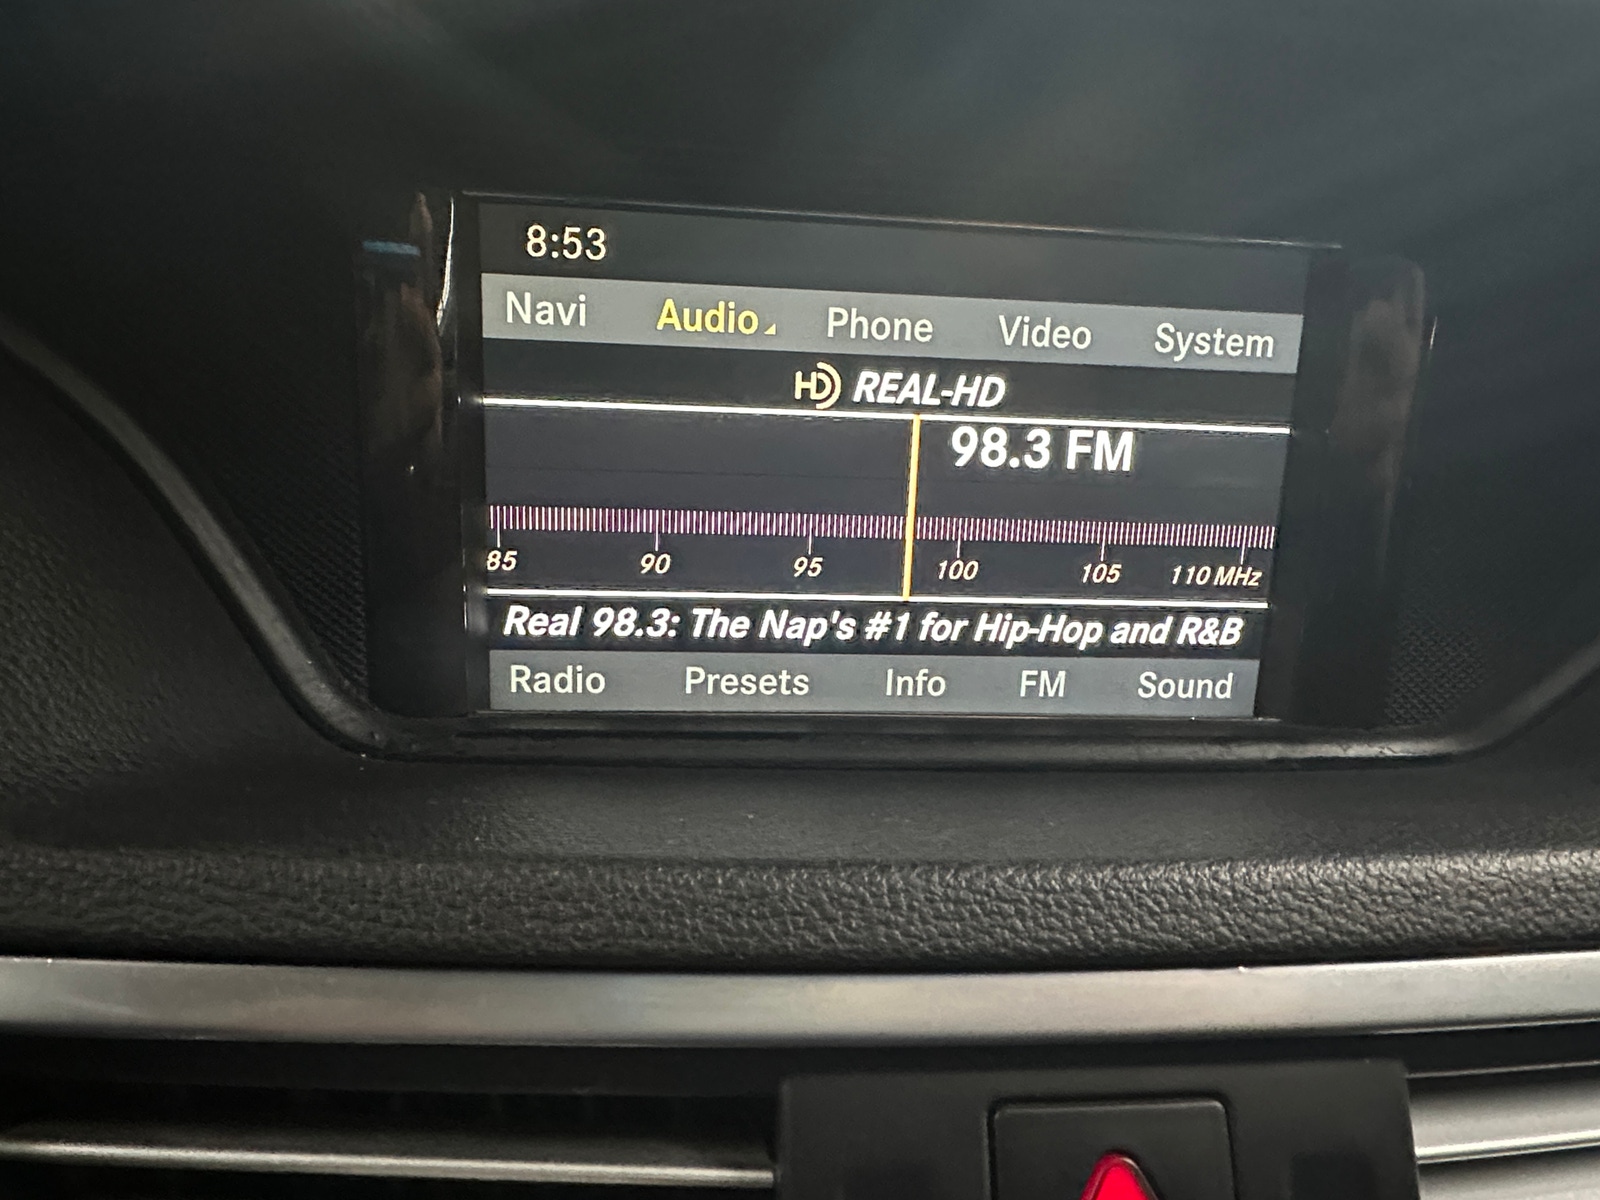 8:53
Navi Audio Phone Video System
HD REAL-HD
98.3 FM
85 90 95 100 105 110 MHz
Real 98.3: The Nap's #1 for Hip-Hop and R&B
Radio Presets Info FM Sound